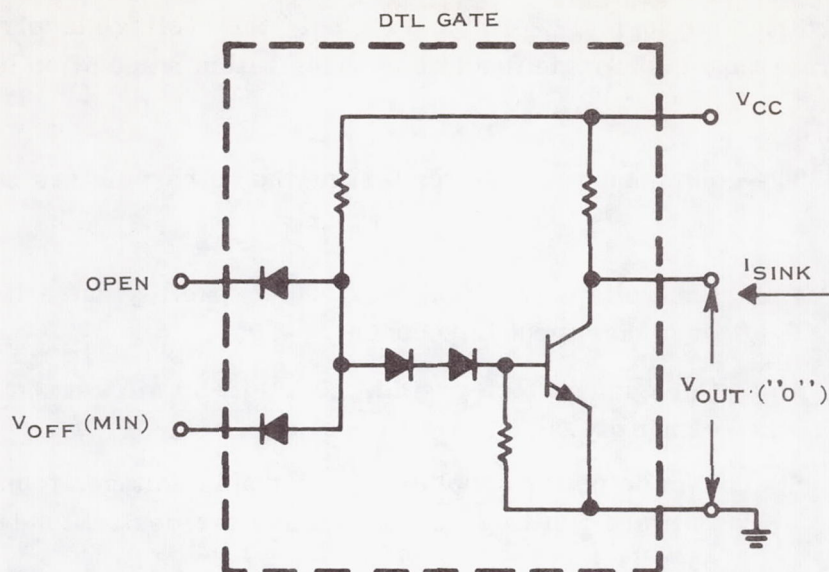 DTL GATE
VCC
OPEN
ISINK
VOFF (MIN)
VOUT·("0")